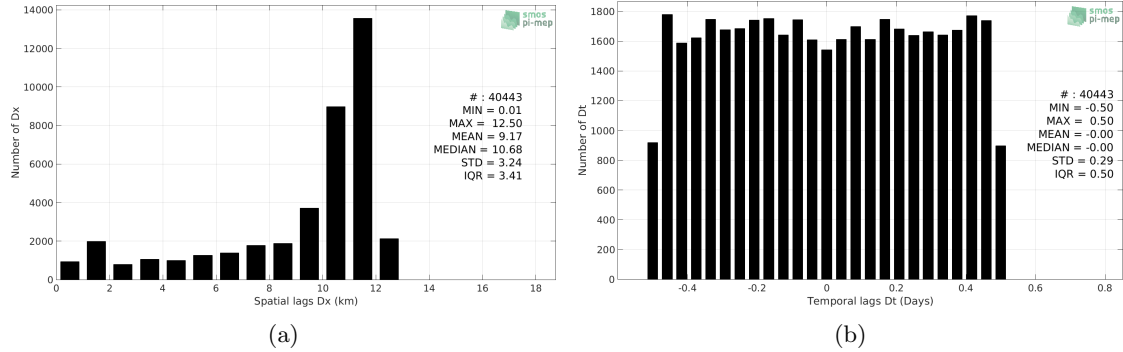 14000
12000
10000
8000
6000
4000
2000
0
Number of Dx
0 2 4 6 8 10 12 14 16 18
Spatial lags Dx (km)
smos
pi-mep
# : 40443
MIN = 0.01
MAX = 12.50
MEAN = 9.17
MEDIAN = 10.68
STD = 3.24
IQR = 3.41
(a)
1800
1600
1400
1200
1000
800
600
400
200
0
Number of Dt
-0.4 -0.2 0 0.2 0.4 0.6 0.8
Temporal lags Dt (Days)
smos
pi-mep
# : 40443
MIN = -0.50
MAX = 0.50
MEAN = -0.00
MEDIAN = -0.00
STD = 0.29
IQR = 0.50
(b)